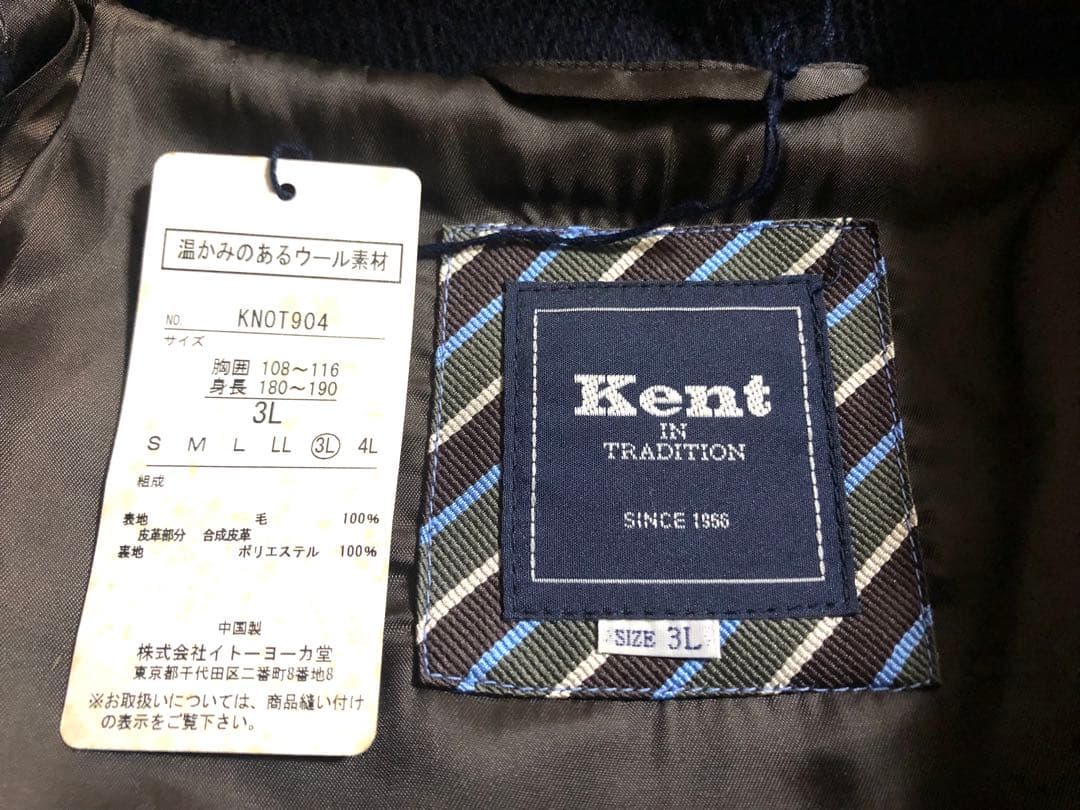 温かみのあるウール素材
NO. KNOT904
サイズ
胸囲 108～116
身長 180～190
3L
S M L LL 3L 4L
組成
表地 毛 100%
皮革部分 合成皮革
裏地 ポリエステル 100%
中国製
株式会社イトーヨーカ堂
東京都千代田区二番町8番地8
※お取扱いについては、商品縫い付け
の表示をご覧下さい。
Kent
IN
TRADITION
SINCE 1966
SIZE 3L